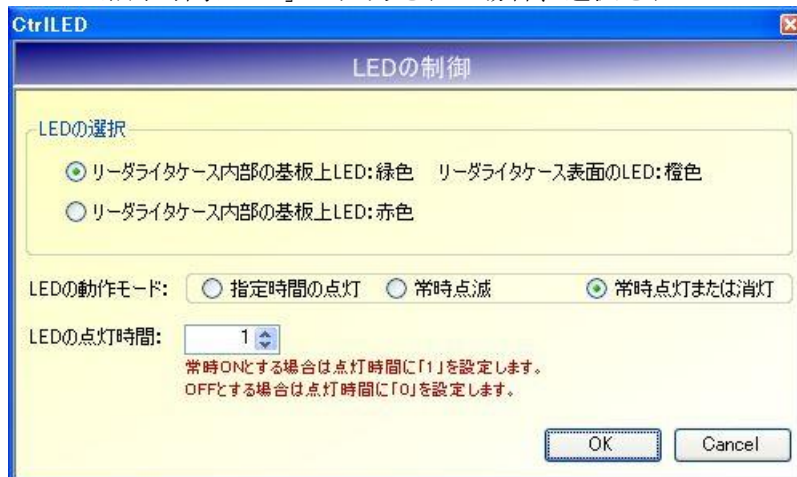 CtrlLED
LEDの制御
LEDの選択
リーダライタケース内部の基板上LED:緑色　リーダライタケース表面のLED:橙色
リーダライタケース内部の基板上LED:赤色
LEDの動作モード: 指定時間の点灯 常時点滅 常時点灯または消灯
LEDの点灯時間: 1
常時ONとする場合は点灯時間に「1」を設定します。
OFFとする場合は点灯時間に「0」を設定します。
OK Cancel